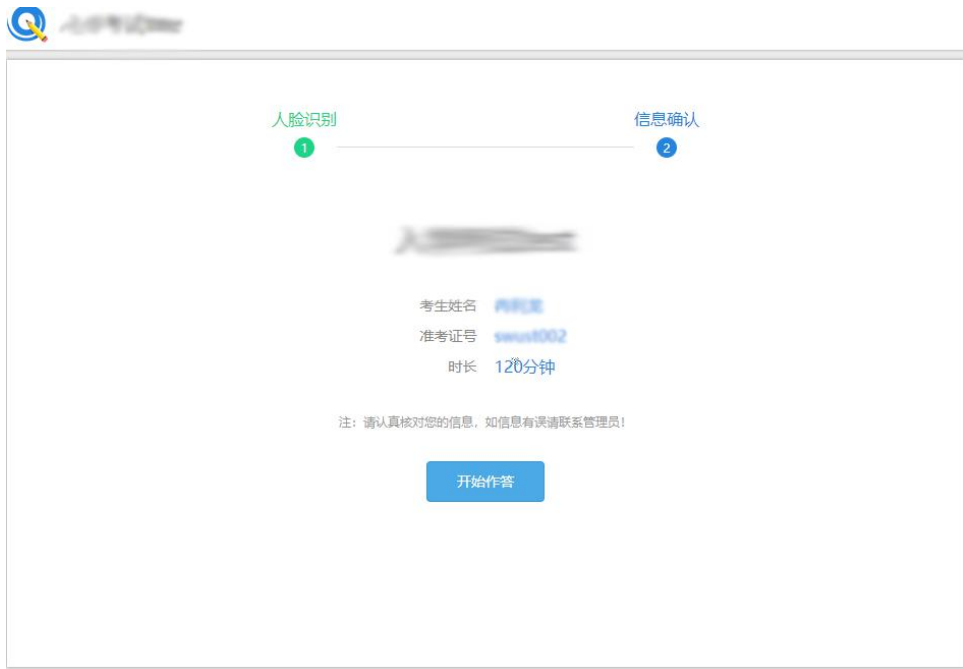 人脸识别
信息确认
1
2
考生姓名
准考证号 swust002
时长 120分钟
注：请认真核对您的信息，如信息有误请联系管理员！
开始作答